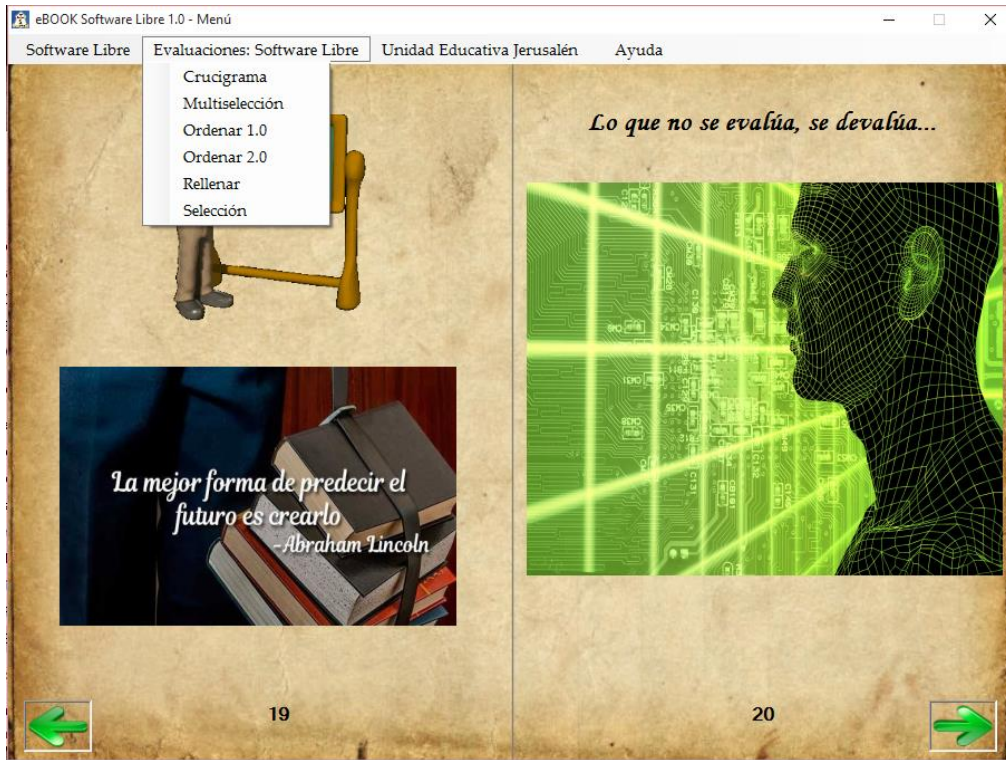 eBOOK Software Libre 1.0 - Menú
Software Libre Evaluaciones: Software Libre Unidad Educativa Jerusalén Ayuda
Crucigrama
Multiselección
Ordenar 1.0
Ordenar 2.0
Rellenar
Selección
La mejor forma de predecir el
futuro es crearlo
-Abraham Lincoln
19
Lo que no se evalúa, se devalúa...
20